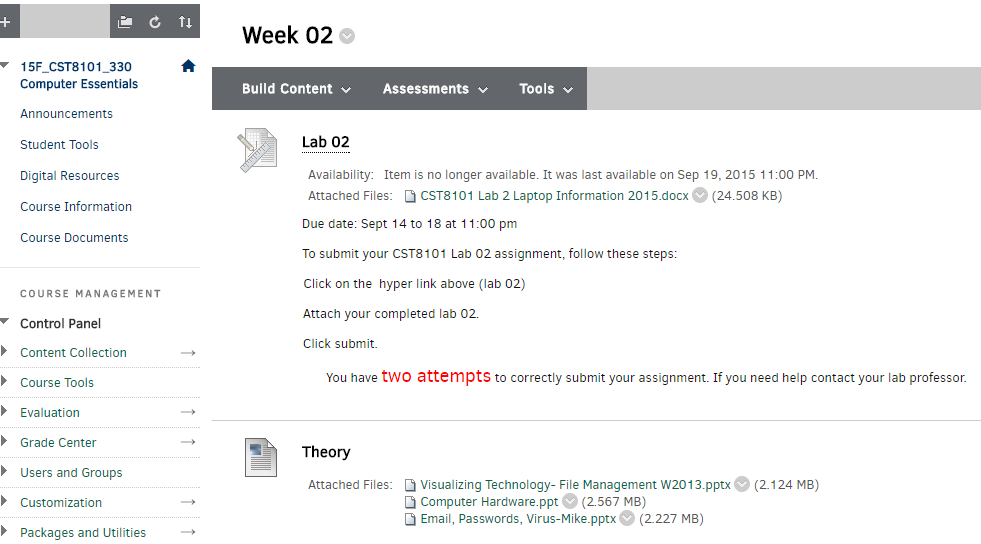 15F_CST8101_330
Computer Essentials
Announcements
Student Tools
Digital Resources
Course Information
Course Documents
COURSE MANAGEMENT
Control Panel
Content Collection
Course Tools
Evaluation
Grade Center
Users and Groups
Customization
Packages and Utilities
Week 02
Build Content Assessments Tools
Lab 02
Availability: Item is no longer available. It was last available on Sep 19, 2015 11:00 PM.
Attached Files: CST8101 Lab 2 Laptop Information 2015.docx (24.508 KB)
Due date: Sept 14 to 18 at 11:00 pm
To submit your CST8101 Lab 02 assignment, follow these steps:
Click on the hyper link above (lab 02)
Attach your completed lab 02.
Click submit.
You have two attempts to correctly submit your assignment. If you need help contact your lab professor.
Theory
Attached Files: Visualizing Technology- File Management W2013.pptx (2.124 MB)
Computer Hardware.ppt (2.567 MB)
Email, Passwords, Virus-Mike.pptx (2.227 MB)